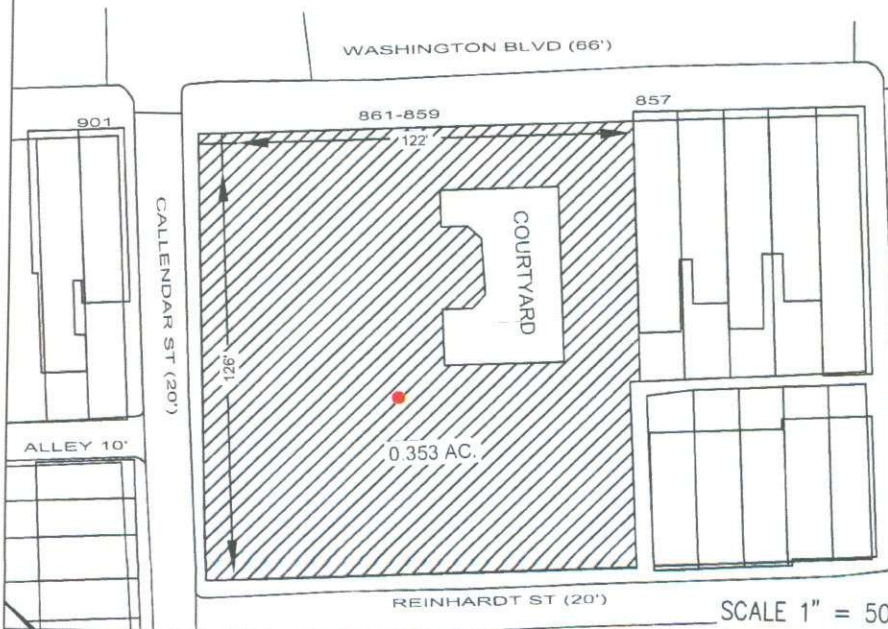 WASHINGTON BLVD (66')
901
861-859
857
122'
CALLENDAR ST (20')
COURTYARD
126'
ALLEY 10'
0.353 AC.
REINHARDT ST (20')
SCALE 1" = 50